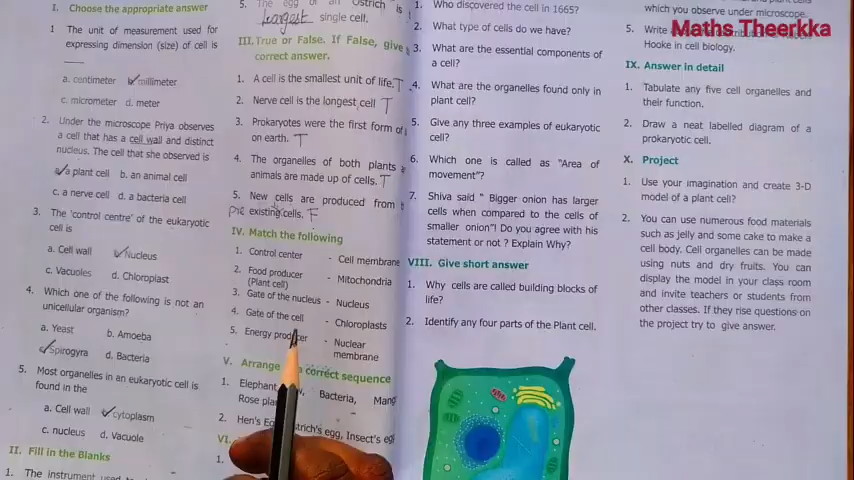 I. Choose the appropriate answer
1 The unit of measurement used for
expressing dimension (size) of cell is
a. centimeter b. millimeter
c. micrometer d. meter
2. Under the microscope Priya observes
a cell that has a cell wall and distinct
nucleus. The cell that she observed is
a. a plant cell b. an animal cell
c. a nerve cell d. a bacteria cell
3. The 'control centre' of the eukaryotic
cell is
a. Cell wall Nucleus
c. Vacuoles d. Chloroplast
4. Which one of the following is not an
unicellular organism?
a. Yeast b. Amoeba
Spirogyra d. Bacteria
5. Most organelles in an eukaryotic cell is
found in the
a. Cell wall cytoplasm
c. nucleus d. Vacuole
II. Fill in the Blanks
1. The instrument used to
5. The egg of an Ostrich is
largest single cell.
III. True or False. If False, give
correct answer.
1. A cell is the smallest unit of life. T
2. Nerve cell is the longest cell T
3. Prokaryotes were the first form of
on earth. T
4. The organelles of both plants
animals are made up of cells. T
5. New cells are produced from
pre existing cells. F
IV. Match the following
1. Control center - Cell membrane
2. Food producer - Mitochondria
(Plant cell)
3. Gate of the nucleus - Nucleus
4. Gate of the cell - Chloroplasts
5. Energy producer - Nuclear
membrane
V. Arrange correct sequence
1. Elephant Bacteria,
Rose
2. Hen's Insect's
VI.
1.
1. Who discovered the cell in 1665?
2. What type of cells do we have?
3. What are the essential components of
a cell?
4. What are the organelles found only in
plant cell?
5. Give any three examples of eukaryotic
cell?
6. Which one is called as "Area of
movement"?
7. Shiva said " Bigger onion has larger
cells when compared to the cells of
smaller onion"! Do you agree with his
statement or not ? Explain Why?
VIII. Give short answer
1. Why cells are called building blocks of
life?
2. Identify any four parts of the Plant cell.
which you observe under microscope.
5. Write
Hooke in cell biology.
Maths Theerkka
IX. Answer in detail
1. Tabulate any five cell organelles and
their function.
2. Draw a neat labelled diagram of a
prokaryotic cell.
X. Project
1. Use your imagination and create 3-D
model of a plant cell?
2. You can use numerous food materials
such as jelly and some cake to make a
cell body. Cell organelles can be made
using nuts and dry fruits. You can
display the model in your class room
and invite teachers or students from
other classes. If they rise questions on
the project try to give answer.